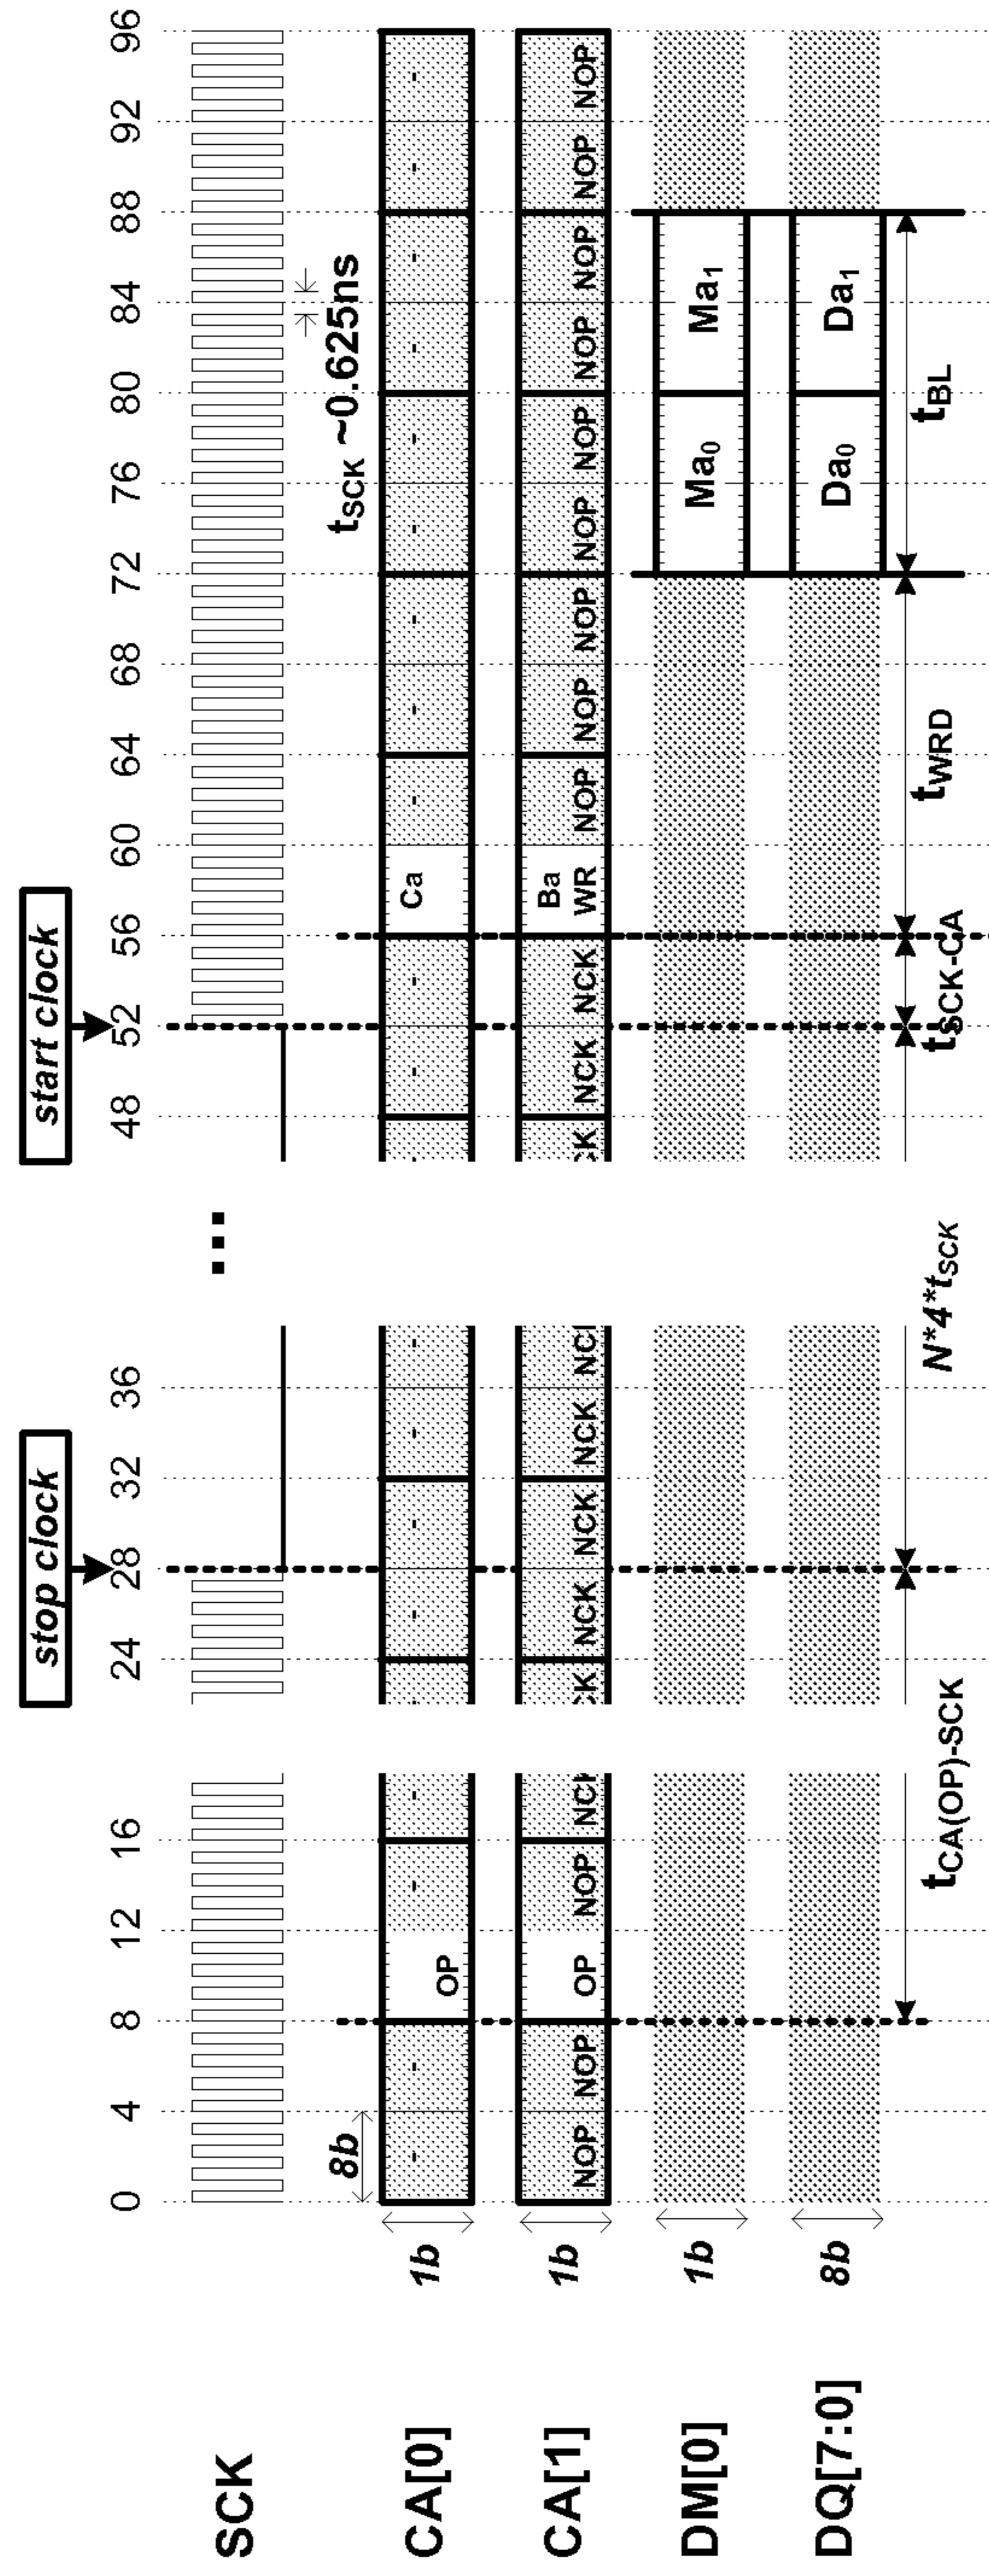 stop clock
start clock
0 4 8 12 16 24 28 32 36 48 52 56 60 64 68 72 76 80 84 88 92 96
SCK
...
8b
tSCK ~0.625ns
CA[0]
1b
- - OP - - - - - - - - Ca - - - - - - - - -
CA[1]
1b
Ba
NOP NOP OP NOP NCK NCK NCK NCK NCK NCK NCK NCK WR NOP NOP NOP NOP NOP NOP NOP NOP NOP
DM[0]
1b
Ma0 Ma1
DQ[7:0]
8b
Da0 Da1
tCA(OP)-SCK
N*4*tSCK
tSCK-CA
tWRD
tBL